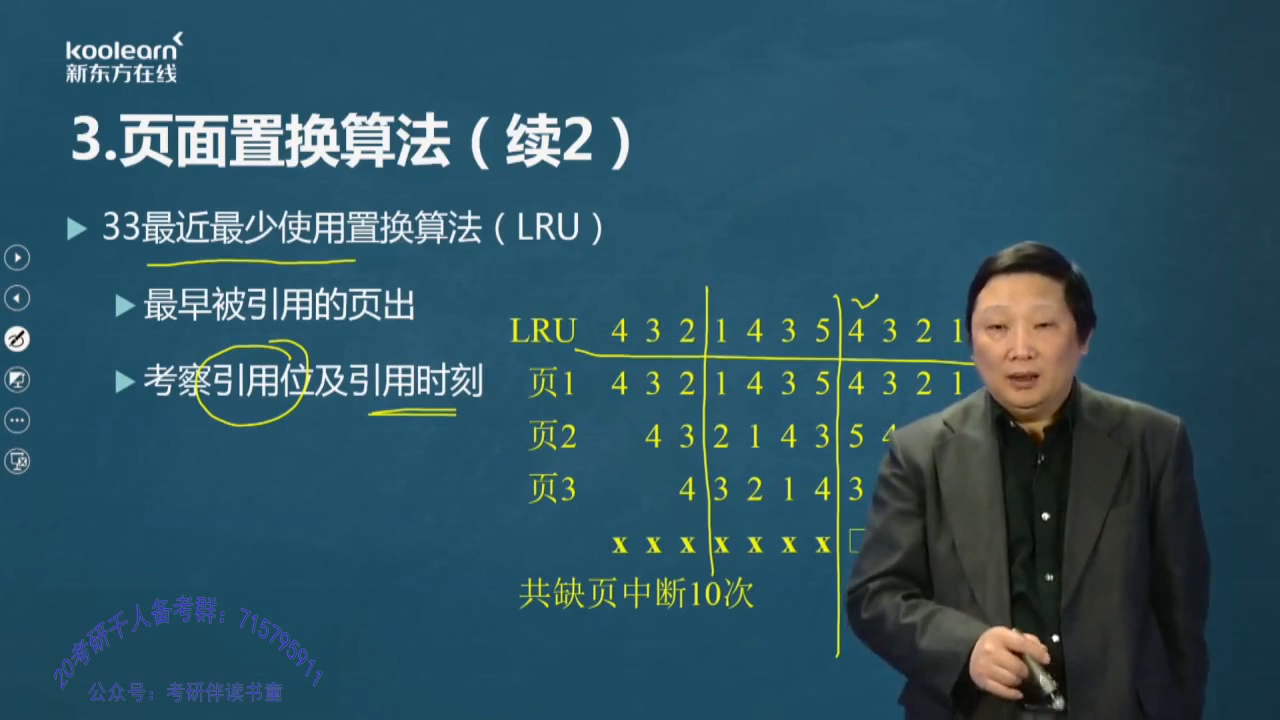 koolearn
新东方在线
3.页面置换算法（续2）
33最近最少使用置换算法（LRU）
最早被引用的页出
考察引用位及引用时刻
LRU 4 3 2 1 4 3 5 4 3 2 1
页1 4 3 2 1 4 3 5 4 3 2 1
页2 4 3 2 1 4 3 5 4
页3 4 3 2 1 4 3
x x x x x x x
共缺页中断10次
20考研千人备考群：715795911
公众号：考研伴读书童